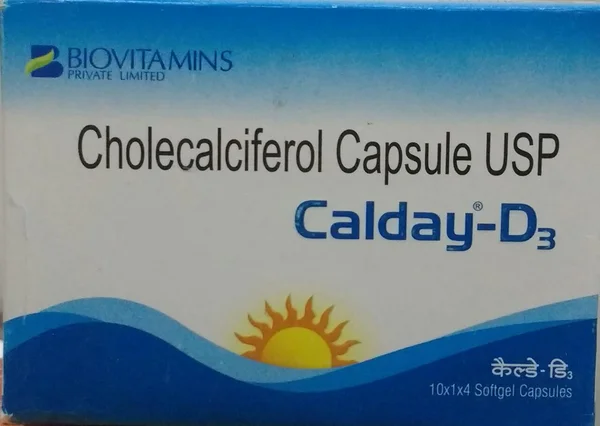 BIOVITAMINS
PRIVATE LIMITED
Cholecalciferol Capsule USP
Calday®-D₃
कैल्डे-डि₃
10x1x4 Softgel Capsules